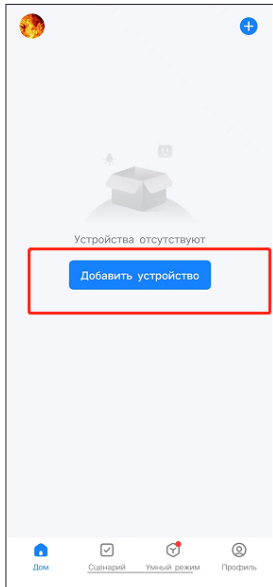 Устройства отсутствуют
Добавить устройство
Дом Сценарий Умный режим Профиль